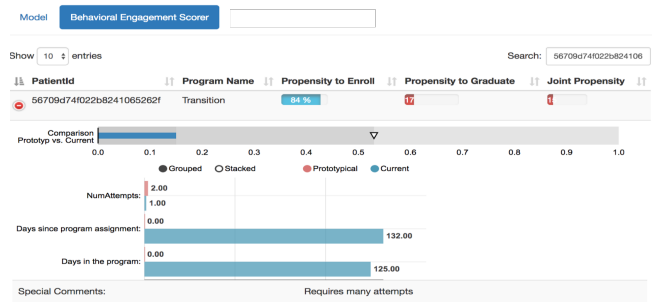 Model Behavioral Engagement Scorer
Show 10 entries Search: 56709d74f022b824106
PatientId Program Name Propensity to Enroll Propensity to Graduate Joint Propensity
56709d74f022b8241065262f Transition 84 % 17
Comparison
Prototyp vs. Current
0.0 0.1 0.2 0.3 0.4 0.5 0.6 0.7 0.8 0.9 1.0
Grouped Stacked Prototypical Current
NumAttempts: 2.00
1.00
Days since program assignment: 0.00
132.00
Days in the program: 0.00
125.00
Special Comments: Requires many attempts